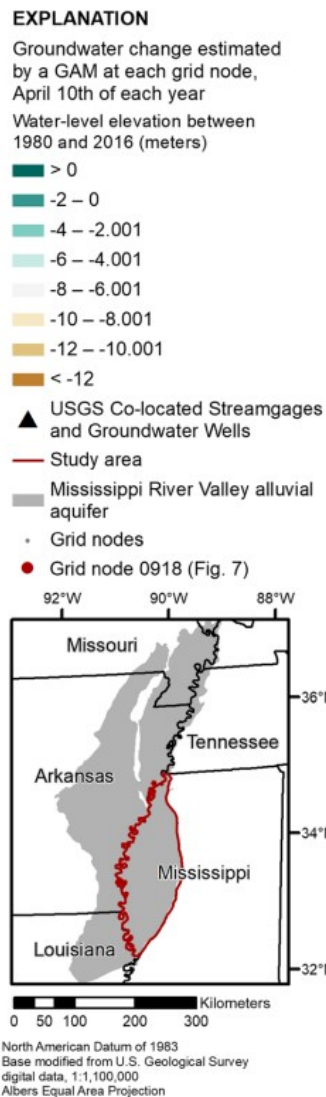 EXPLANATION
Groundwater change estimated
by a GAM at each grid node,
April 10th of each year
Water-level elevation between
1980 and 2016 (meters)
> 0
-2 – 0
-4 – -2.001
-6 – -4.001
-8 – -6.001
-10 – -8.001
-12 – -10.001
< -12
USGS Co-located Streamgages
and Groundwater Wells
Study area
Mississippi River Valley alluvial
aquifer
Grid nodes
Grid node 0918 (Fig. 7)
92°W 90°W 88°W
Missouri
36°N
Tennessee
Arkansas
34°N
Mississippi
Louisiana
32°N
Kilometers
0 50 100 200 300
North American Datum of 1983
Base modified from U.S. Geological Survey
digital data, 1:1,100,000
Albers Equal Area Projection